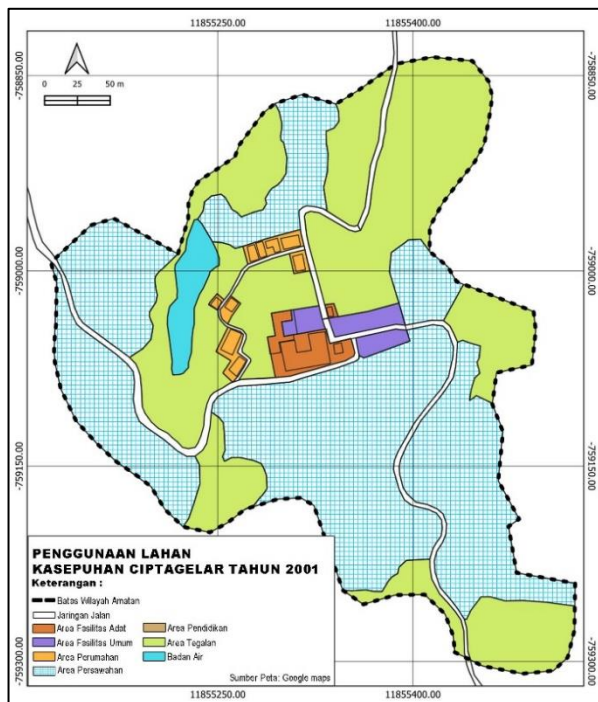 11855250.00
11855400.00
-758850.00
-758850.00
0 25 50 m
-759000.00
-759000.00
-759150.00
-759150.00
PENGGUNAAN LAHAN
KASEPUHAN CIPTAGELAR TAHUN 2001
Keterangan :
Batas Wilayah Amatan
Jaringan Jalan
Area Fasilitas Adat
Area Pendidikan
Area Fasilitas Umum
Area Tegalan
Area Perumahan
Badan Air
Area Persawahan
Sumber Peta: Google maps
-759300.00
-759300.00
11855250.00
11855400.00